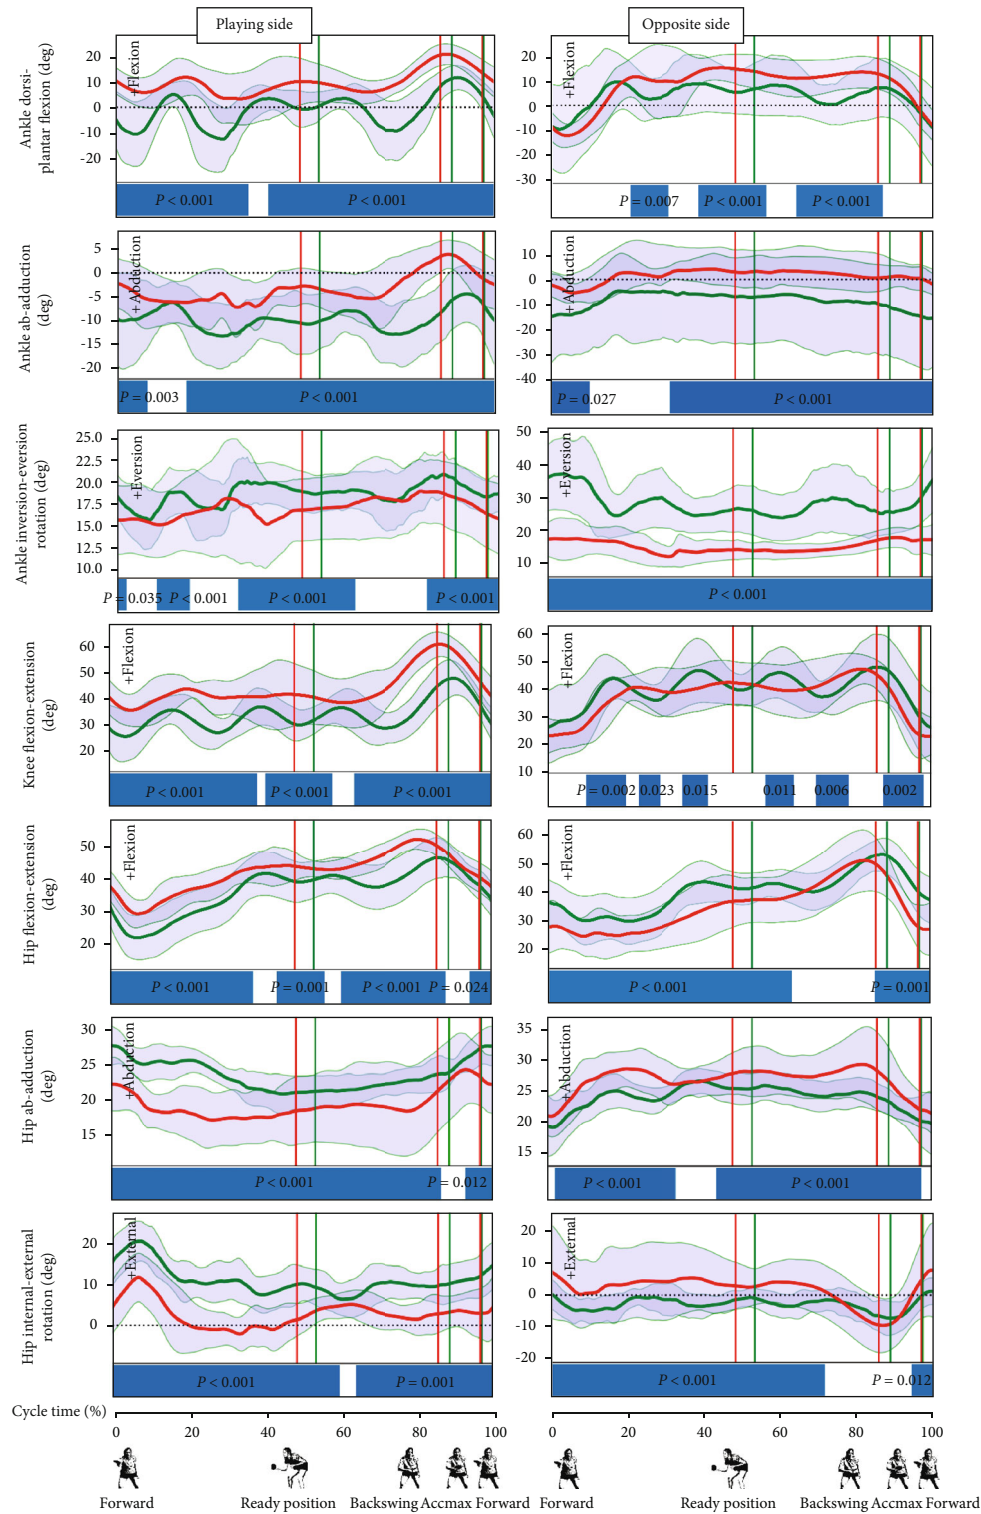 Playing side
Opposite side
Ankle dorsi-
plantar flexion (deg)
+Flexion
20
10
0
-10
-20
P < 0.001
P < 0.001
+Flexion
20
10
0
-10
-20
-30
P = 0.007
P < 0.001
P < 0.001
Ankle ab-adduction
(deg)
+Abduction
5
0
-5
-10
-15
-20
P = 0.003
P < 0.001
+Abduction
10
0
-10
-20
-30
-40
P = 0.027
P < 0.001
Ankle inversion-eversion
rotation (deg)
+Eversion
25.0
22.5
20.0
17.5
15.0
12.5
10.0
P = 0.035
P < 0.001
P < 0.001
P < 0.001
+Eversion
50
40
30
20
10
P < 0.001
Knee flexion-extension
(deg)
+Flexion
60
50
40
30
20
P < 0.001
P < 0.001
P < 0.001
+Flexion
60
50
40
30
20
10
P = 0.002
0.023
0.015
0.011
0.006
0.002
Hip flexion-extension
(deg)
+Flexion
50
40
30
20
P < 0.001
P = 0.001
P < 0.001
P = 0.024
+Flexion
60
50
40
30
20
P < 0.001
P = 0.001
Hip ab-adduction
(deg)
+Abduction
30
25
20
15
P < 0.001
P = 0.012
+Abduction
35
30
25
20
15
P < 0.001
P < 0.001
Hip internal-external
rotation (deg)
+External
20
10
0
P < 0.001
P = 0.001
+External
20
10
0
-10
-20
P < 0.001
P = 0.012
Cycle time (%)
0 20 40 60 80 100
0 20 40 60 80 100
Forward Ready position Backswing Accmax Forward
Forward Ready position Backswing Accmax Forward